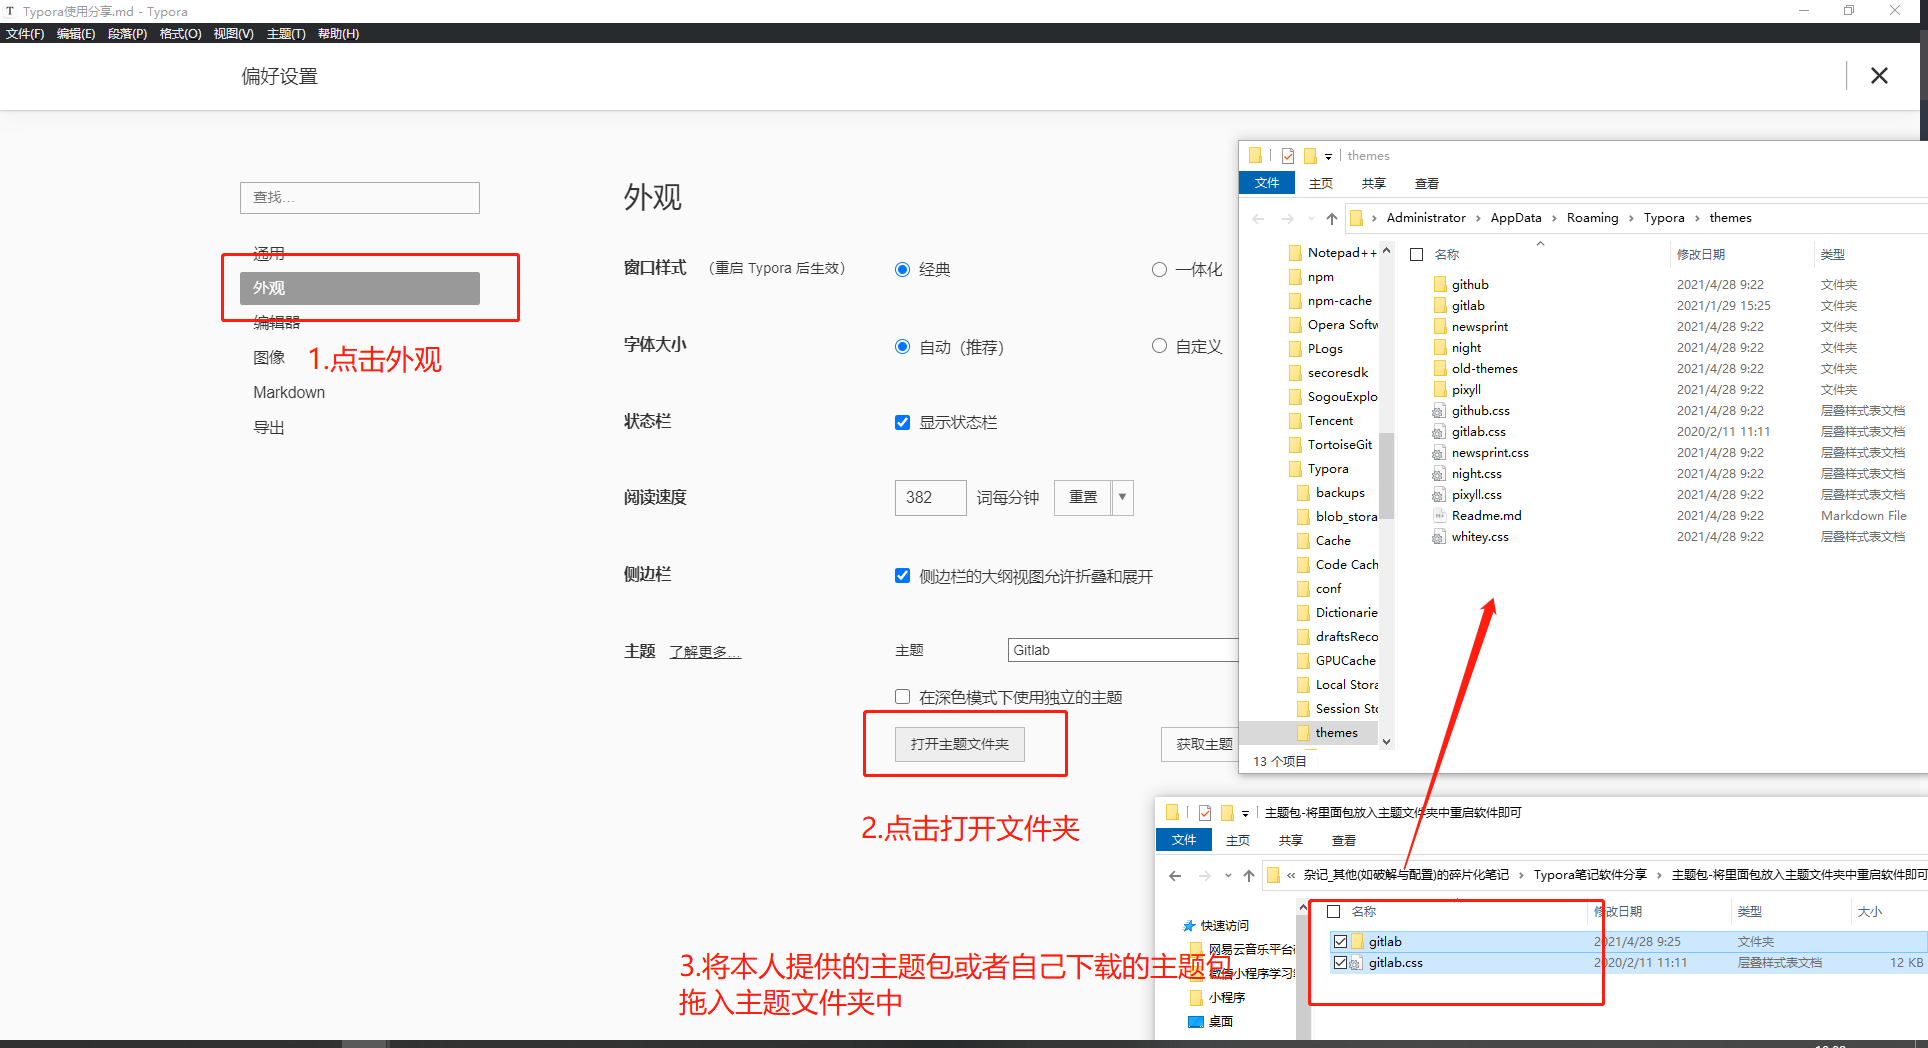 Typora使用分享.md - Typora
文件(F) 编辑(E) 段落(P) 格式(O) 视图(V) 主题(T) 帮助(H)
偏好设置
查找...
通用
外观
编辑器
图像
Markdown
导出
1.点击外观
外观
窗口样式 （重启 Typora 后生效） 经典 一体化
字体大小 自动（推荐） 自定义
状态栏 显示状态栏
阅读速度 382 词每分钟 重置
侧边栏 侧边栏的大纲视图允许折叠和展开
主题 了解更多... 主题 Gitlab
在深色模式下使用独立的主题
打开主题文件夹 获取主题
2.点击打开文件夹
3.将本人提供的主题包或者自己下载的主题包
拖入主题文件夹中
themes
文件 主页 共享 查看
Administrator > AppData > Roaming > Typora > themes
Notepad++
npm
npm-cache
Opera Softw
PLogs
secoresdk
SogouExplo
Tencent
TortoiseGit
Typora
backups
blob_stora
Cache
Code Cach
conf
Dictionarie
draftsReco
GPUCache
Local Stora
Session Sto
themes
名称 修改日期 类型
github 2021/4/28 9:22 文件夹
gitlab 2021/1/29 15:25 文件夹
newsprint 2021/4/28 9:22 文件夹
night 2021/4/28 9:22 文件夹
old-themes 2021/4/28 9:22 文件夹
pixyll 2021/4/28 9:22 文件夹
github.css 2021/4/28 9:22 层叠样式表文档
gitlab.css 2020/2/11 11:11 层叠样式表文档
newsprint.css 2021/4/28 9:22 层叠样式表文档
night.css 2021/4/28 9:22 层叠样式表文档
pixyll.css 2021/4/28 9:22 层叠样式表文档
Readme.md 2021/4/28 9:22 Markdown File
whitey.css 2021/4/28 9:22 层叠样式表文档
13 个项目
主题包-将里面包放入主题文件夹中重启软件即可
文件 主页 共享 查看
« 杂记_其他(如破解与配置)的碎片化笔记 > Typora笔记软件分享 > 主题包-将里面包放入主题文件夹中重启软件即可
快速访问
网易云音乐平台
微信小程序学习
小程序
桌面
名称 修改日期 类型 大小
gitlab 2021/4/28 9:25 文件夹
gitlab.css 2020/2/11 11:11 层叠样式表文档 12 KB